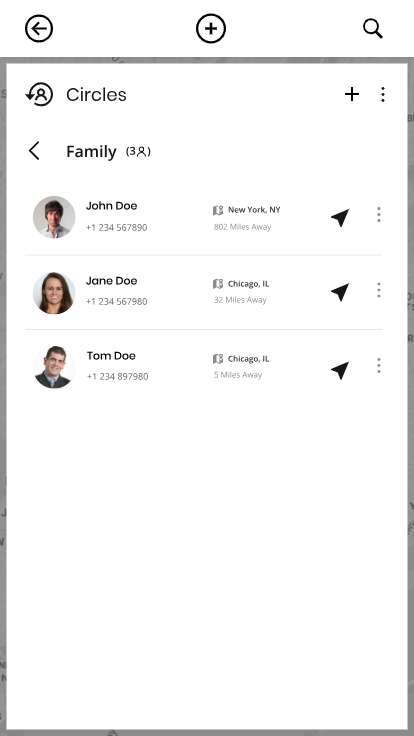 Circles
Family (3)
John Doe
+1 234 567890
New York, NY
802 Miles Away
Jane Doe
+1 234 567980
Chicago, IL
32 Miles Away
Tom Doe
+1 234 897980
Chicago, IL
5 Miles Away